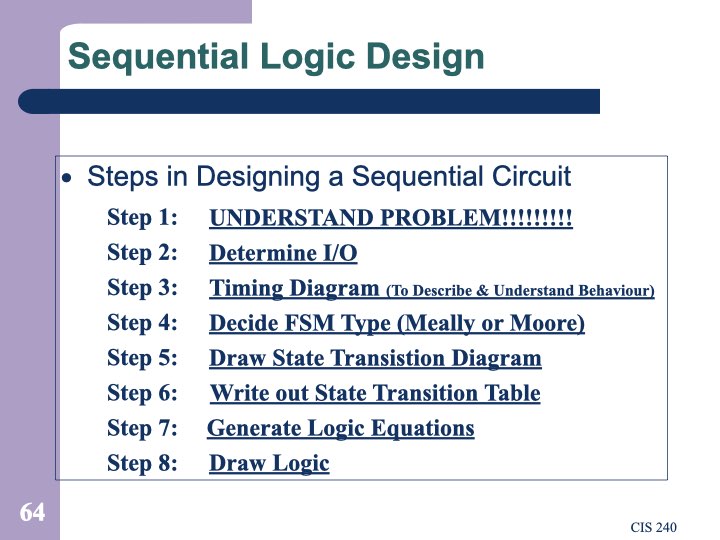 Sequential Logic Design
• Steps in Designing a Sequential Circuit
Step 1: UNDERSTAND PROBLEM!!!!!!!!!
Step 2: Determine I/O
Step 3: Timing Diagram (To Describe & Understand Behaviour)
Step 4: Decide FSM Type (Meally or Moore)
Step 5: Draw State Transistion Diagram
Step 6: Write out State Transition Table
Step 7: Generate Logic Equations
Step 8: Draw Logic
64
CIS 240